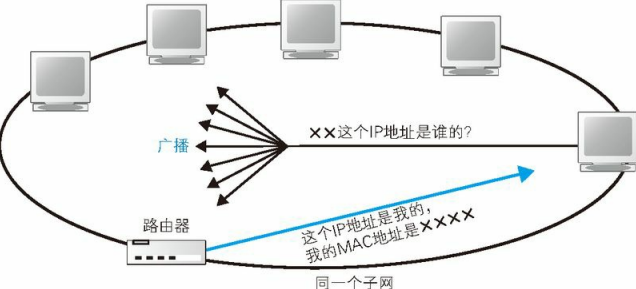 ××这个IP地址是谁的?
广播
路由器
这个IP地址是我的，
我的MAC地址是××××
同一个子网